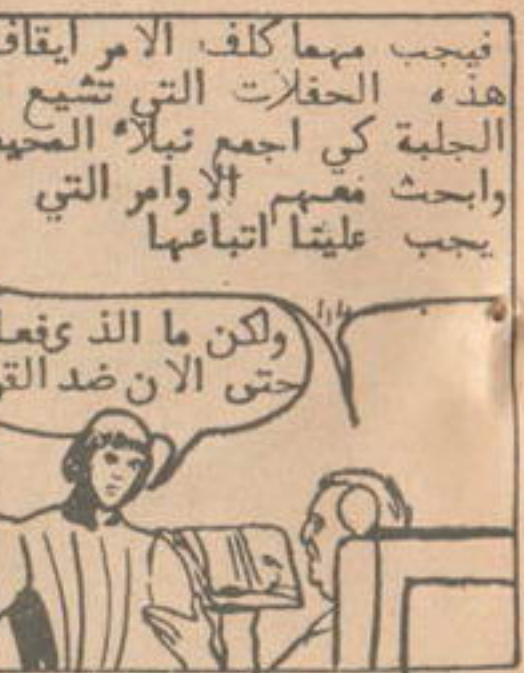 فيجب مهما كلف الامر ايقاف
هذه الحفلات التي تشيع
الجلبة كي اجمع نبلاء
وابحث معهم الاوامر التي
يجب علينا اتباعها
ولكن ما الذي
حتى الان ضد